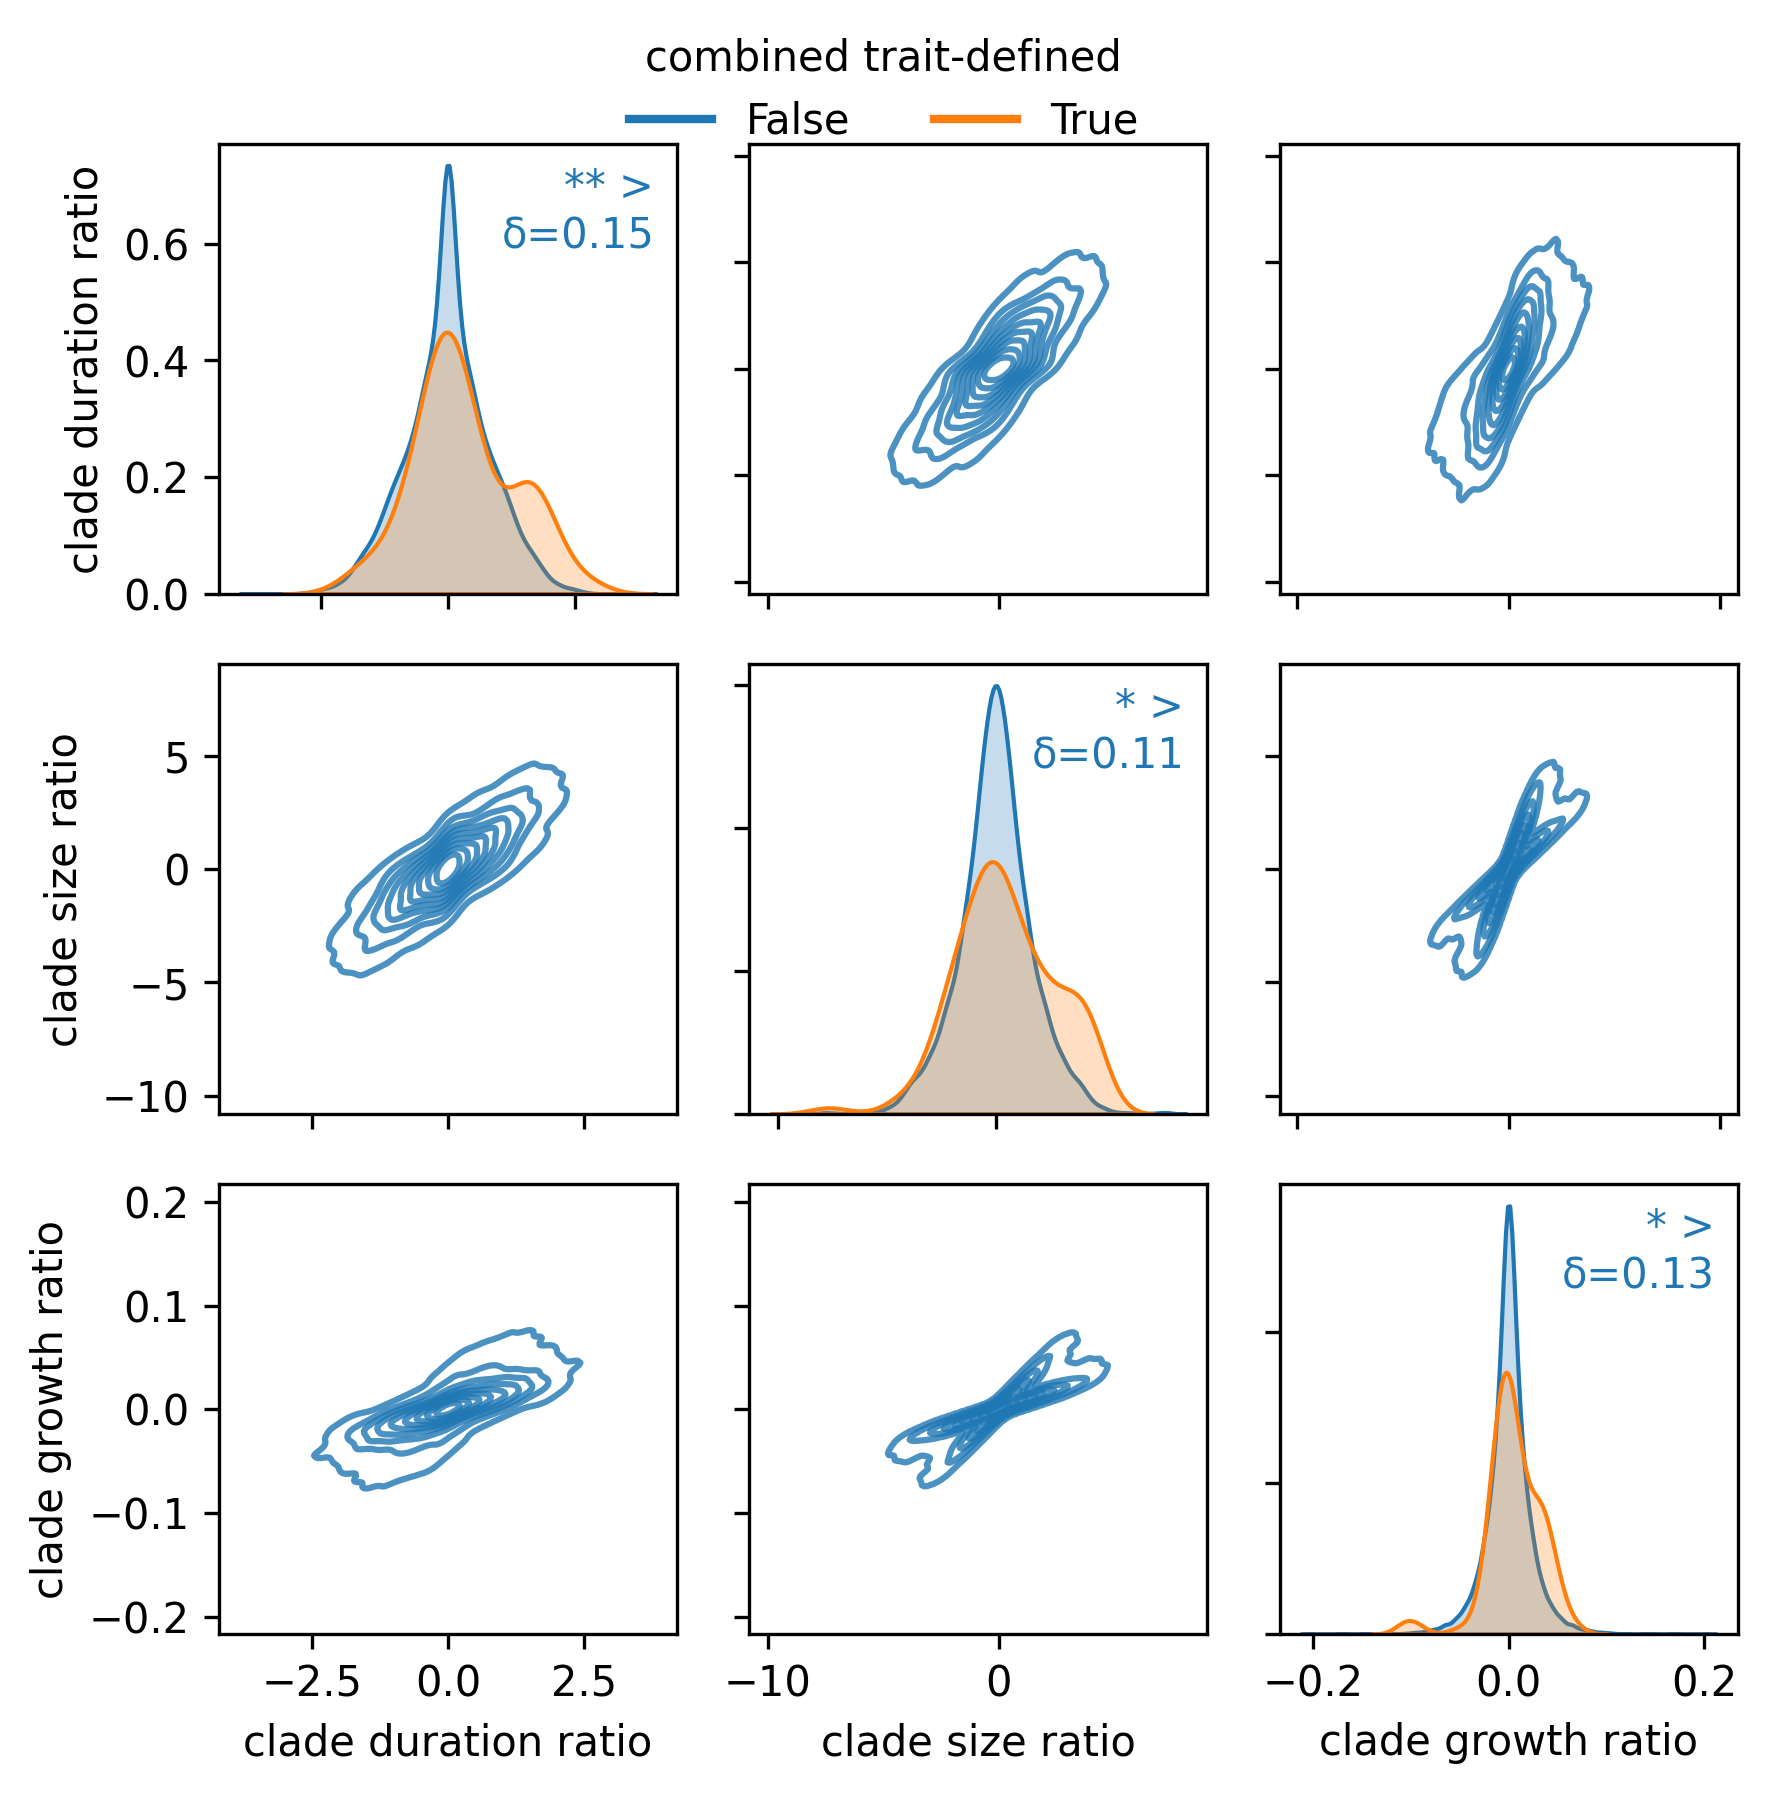 combined trait-defined
False
True
clade duration ratio
0.6
0.4
0.2
0.0
** >
δ=0.15
clade size ratio
5
0
−5
−10
* >
δ=0.11
clade growth ratio
0.2
0.1
0.0
−0.1
−0.2
* >
δ=0.13
−2.5 0.0 2.5
−10 0
−0.2 0.0 0.2
clade duration ratio
clade size ratio
clade growth ratio